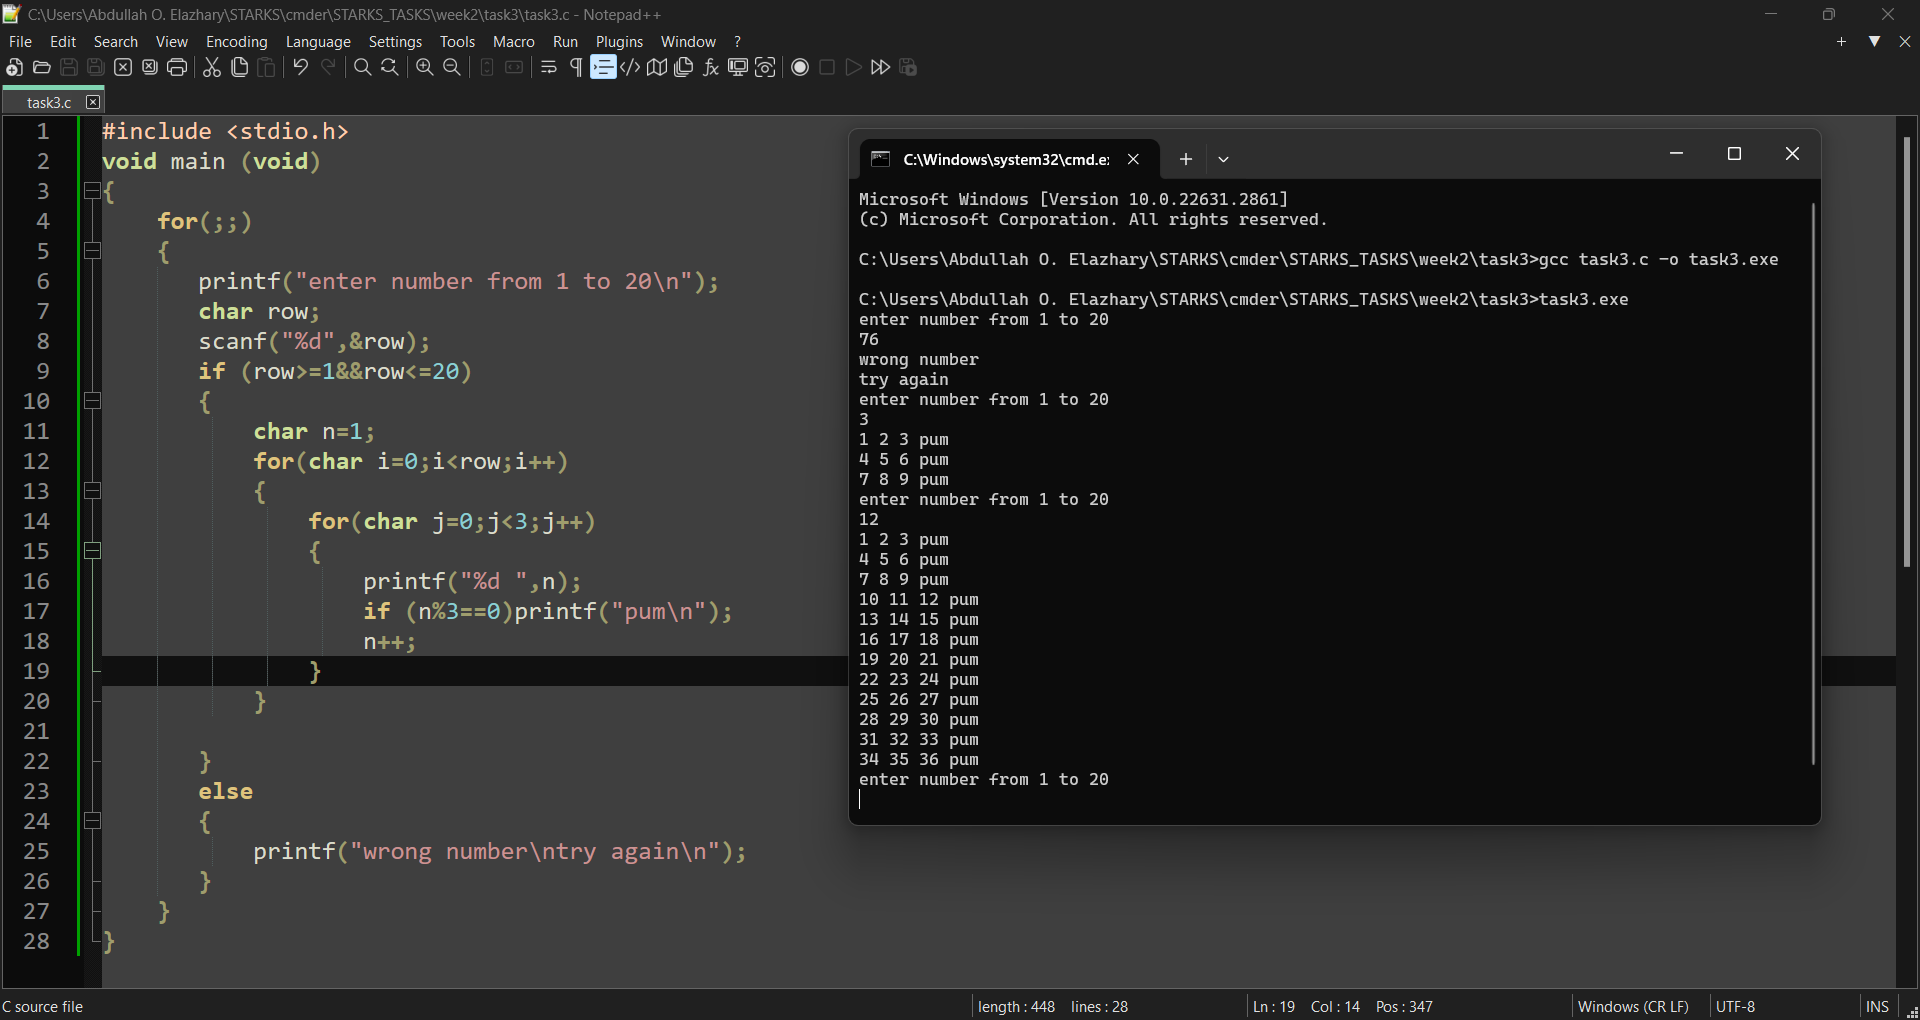 C:\Users\Abdullah O. Elazhary\STARKS\cmder\STARKS_TASKS\week2\task3\task3.c - Notepad++
File Edit Search View Encoding Language Settings Tools Macro Run Plugins Window ?
task3.c
1 #include <stdio.h>
2 void main (void)
3 {
4 for(;;)
5 {
6 printf("enter number from 1 to 20\n");
7 char row;
8 scanf("%d",&row);
9 if (row>=1&&row<=20)
10 {
11 char n=1;
12 for(char i=0;i<row;i++)
13 {
14 for(char j=0;j<3;j++)
15 {
16 printf("%d ",n);
17 if (n%3==0)printf("pum\n");
18 n++;
19 }
20 }
21
22 }
23 else
24 {
25 printf("wrong number\ntry again\n");
26 }
27 }
28 }
C:\Windows\system32\cmd.e:
Microsoft Windows [Version 10.0.22631.2861]
(c) Microsoft Corporation. All rights reserved.
C:\Users\Abdullah O. Elazhary\STARKS\cmder\STARKS_TASKS\week2\task3>gcc task3.c -o task3.exe
C:\Users\Abdullah O. Elazhary\STARKS\cmder\STARKS_TASKS\week2\task3>task3.exe
enter number from 1 to 20
76
wrong number
try again
enter number from 1 to 20
3
1 2 3 pum
4 5 6 pum
7 8 9 pum
enter number from 1 to 20
12
1 2 3 pum
4 5 6 pum
7 8 9 pum
10 11 12 pum
13 14 15 pum
16 17 18 pum
19 20 21 pum
22 23 24 pum
25 26 27 pum
28 29 30 pum
31 32 33 pum
34 35 36 pum
enter number from 1 to 20
C source file length : 448 lines : 28 Ln : 19 Col : 14 Pos : 347 Windows (CR LF) UTF-8 INS